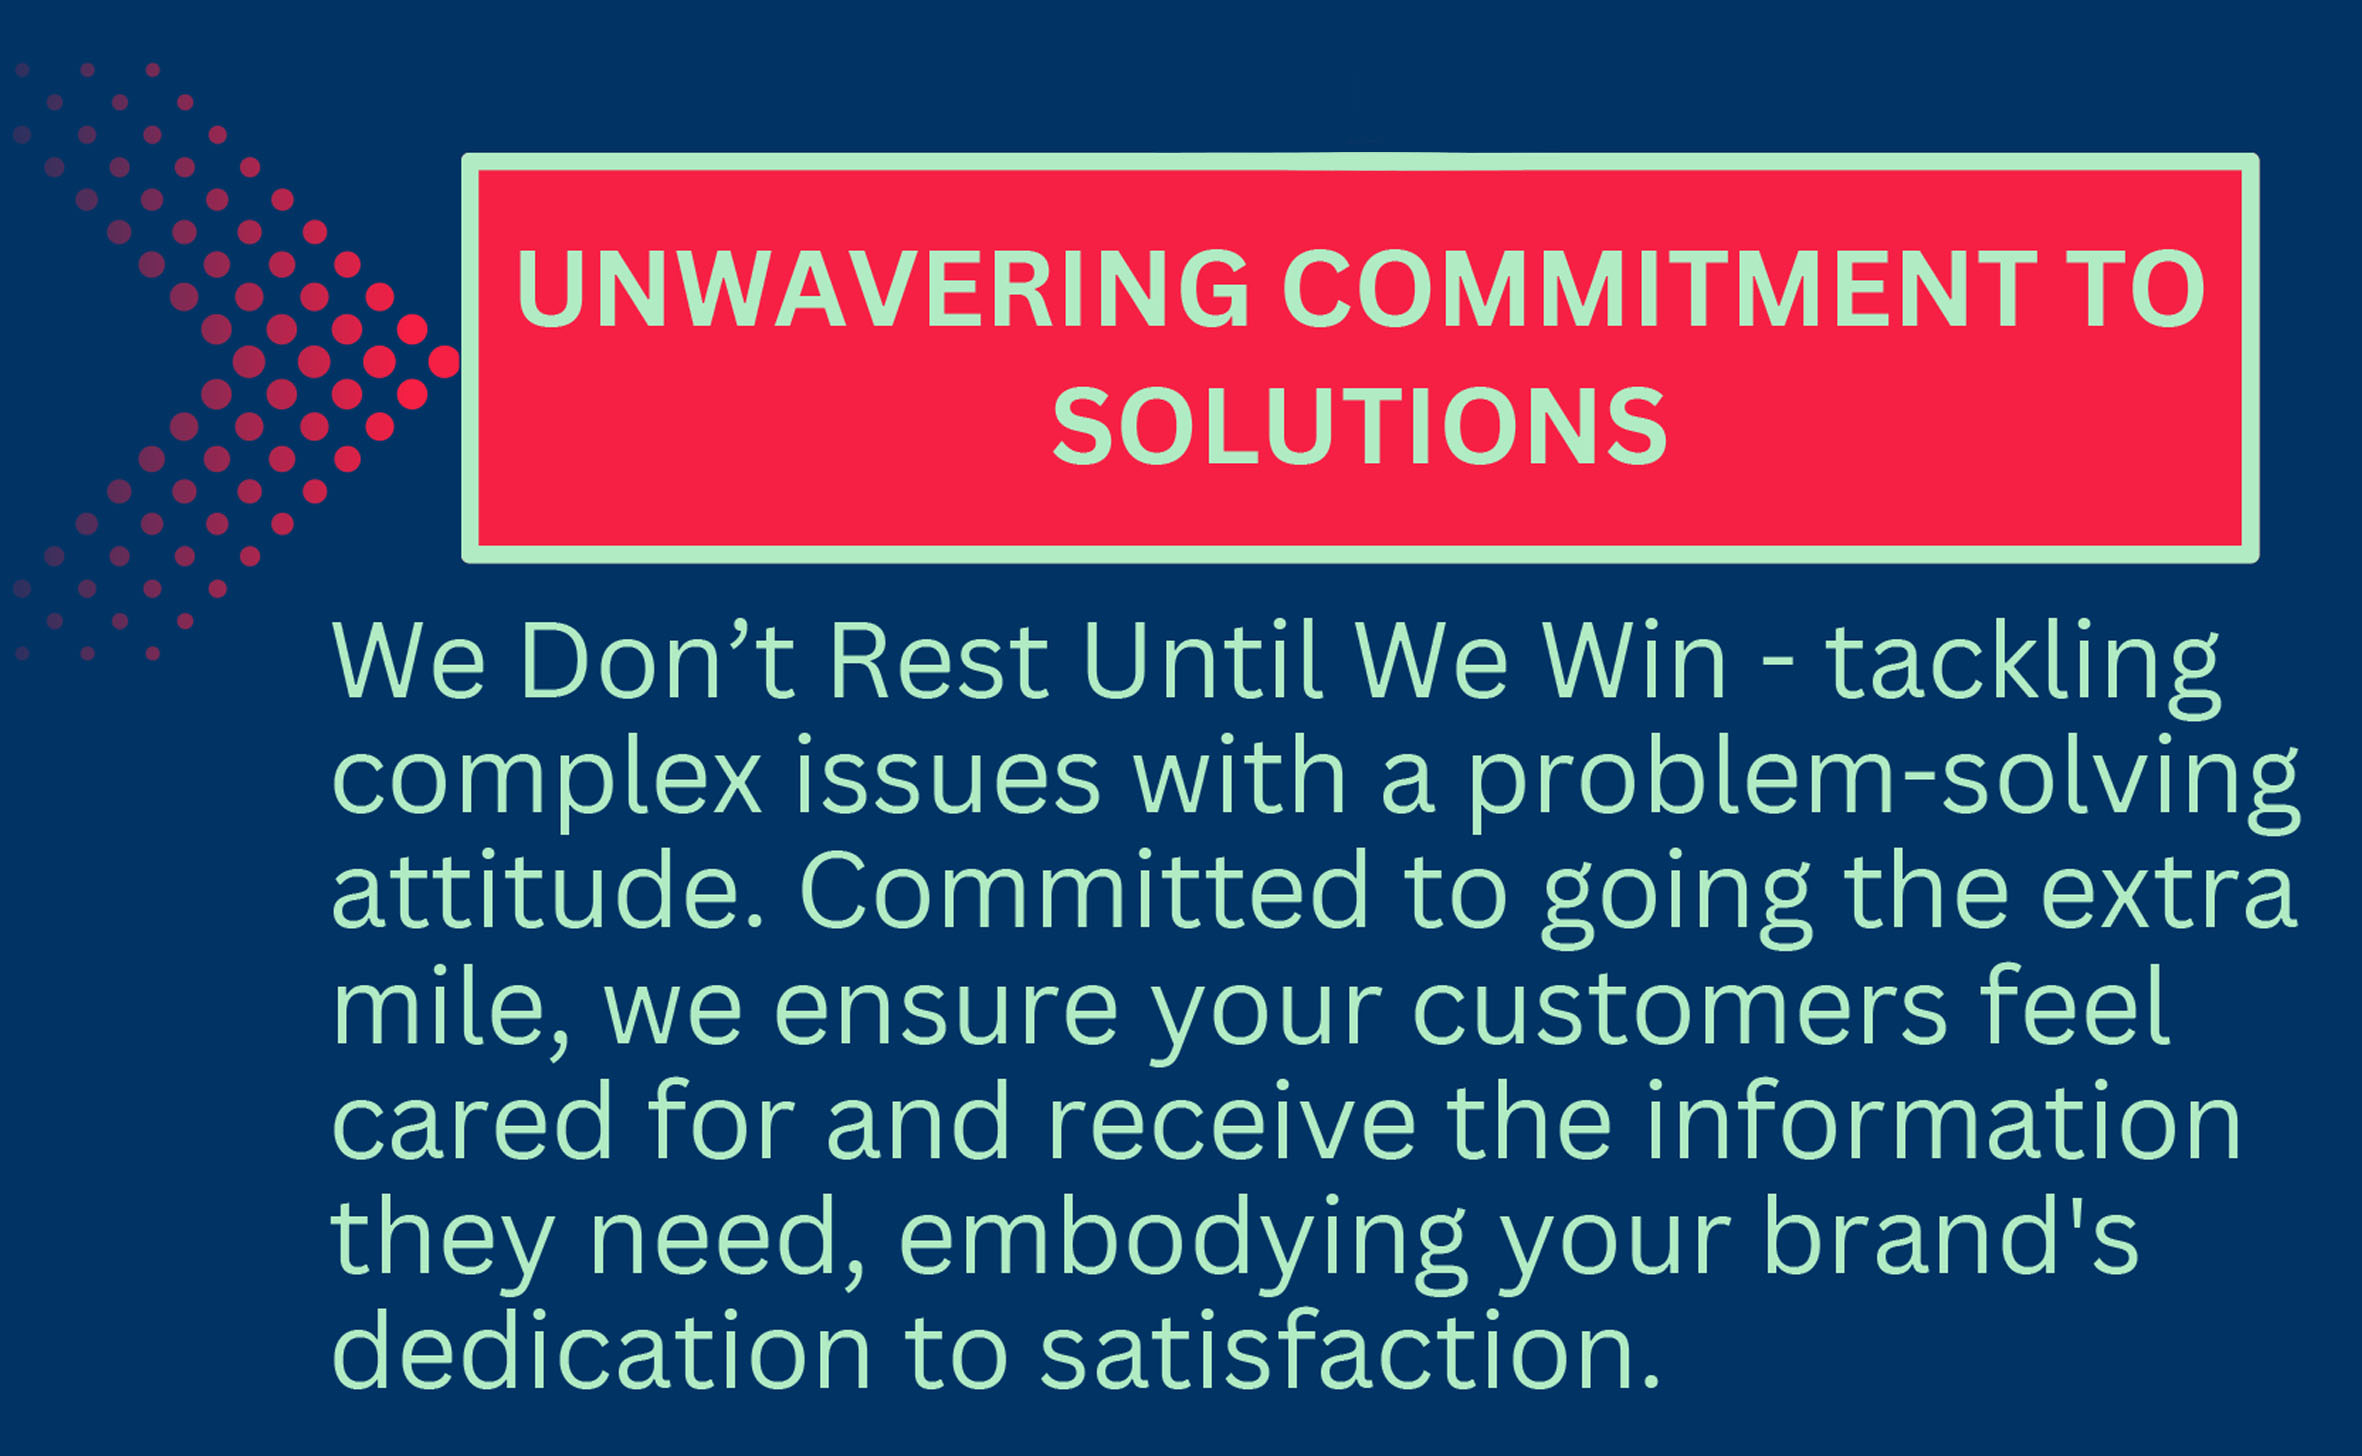 UNWAVERING COMMITMENT TO
SOLUTIONS
We Don’t Rest Until We Win - tackling
complex issues with a problem-solving
attitude. Committed to going the extra
mile, we ensure your customers feel
cared for and receive the information
they need, embodying your brand's
dedication to satisfaction.